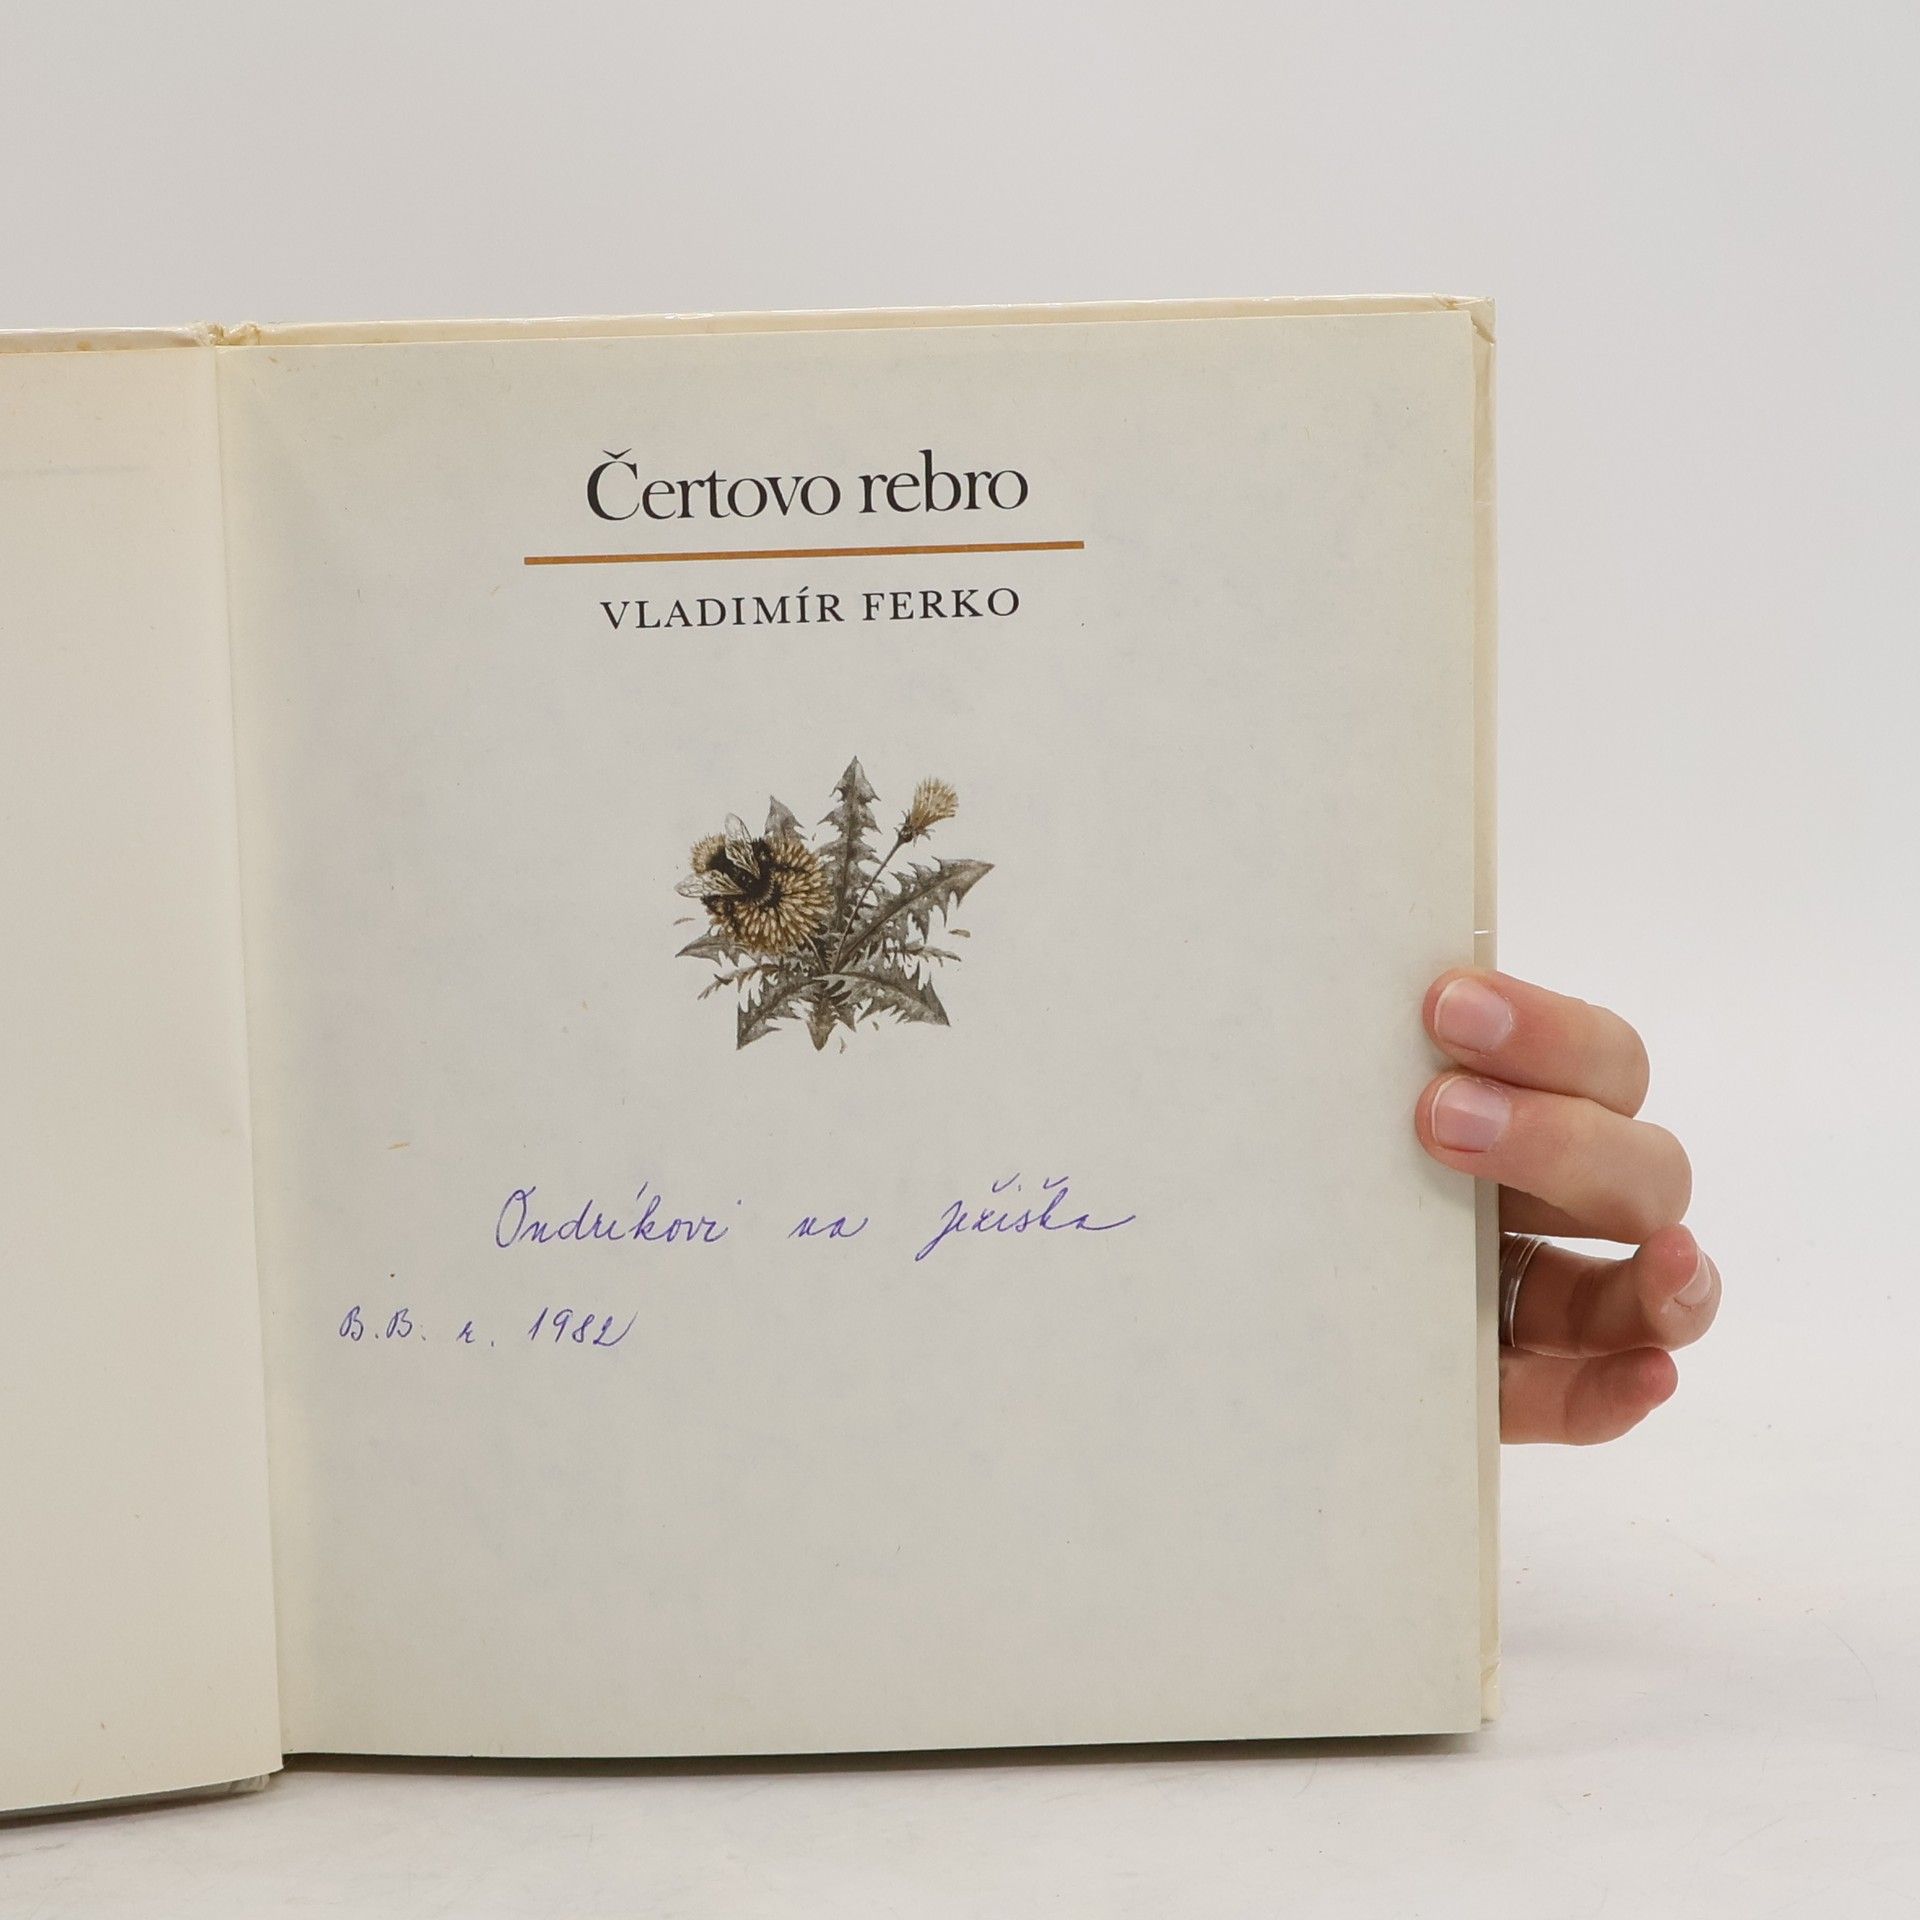 Čertovo rebro
VLADIMÍR FERKO
Ondríkovi na ježiška
B.B. r. 1982